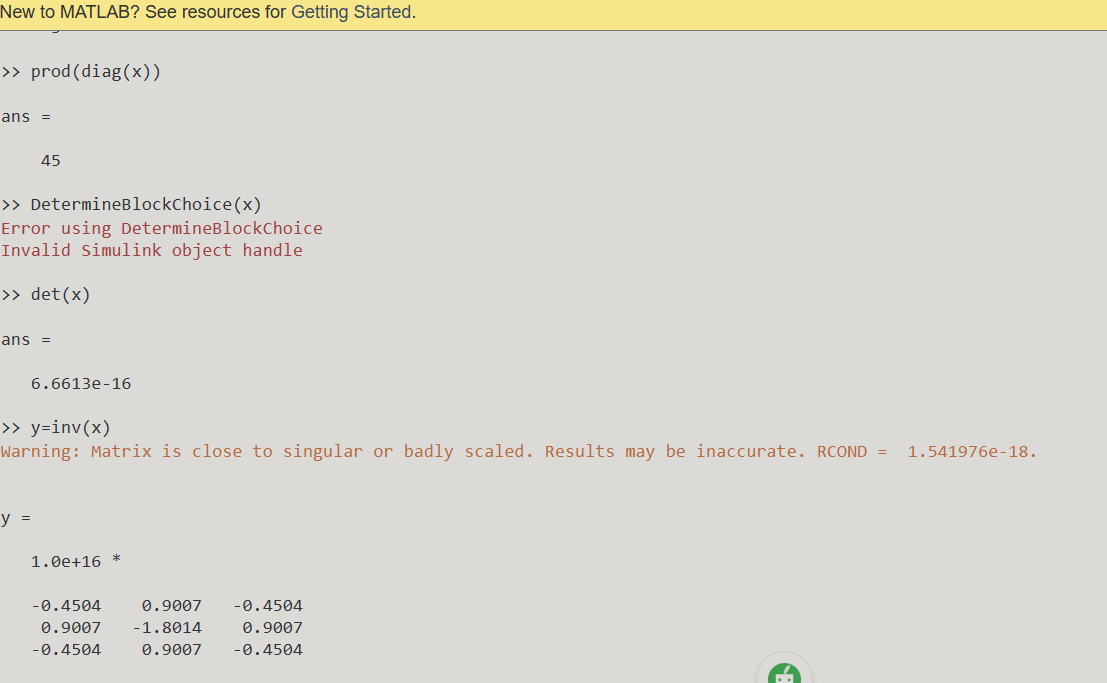 New to MATLAB? See resources for Getting Started.
>> prod(diag(x))
ans =
45
>> DetermineBlockChoice(x)
Error using DetermineBlockChoice
Invalid Simulink object handle
>> det(x)
ans =
6.6613e-16
>> y=inv(x)
Warning: Matrix is close to singular or badly scaled. Results may be inaccurate. RCOND =  1.541976e-18.
y =
1.0e+16 *
-0.4504    0.9007   -0.4504
0.9007   -1.8014    0.9007
-0.4504    0.9007   -0.4504